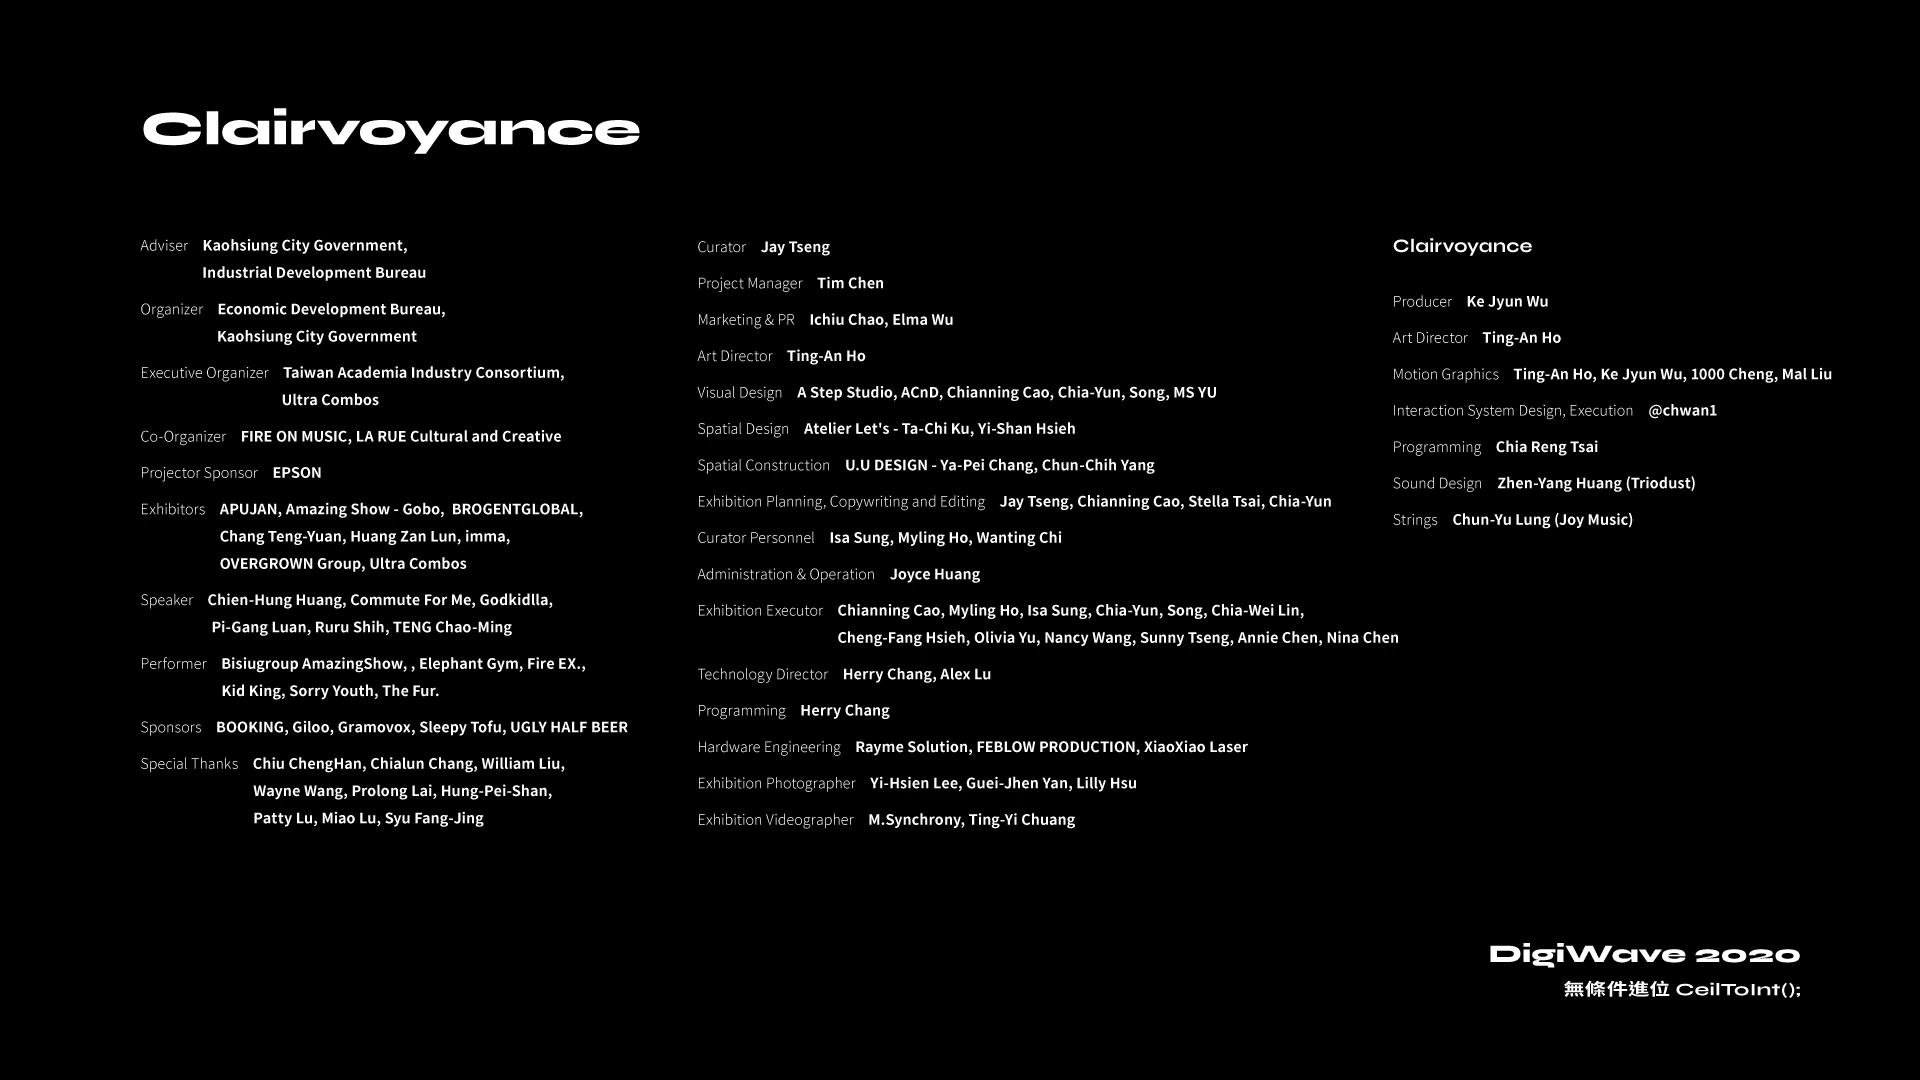 Clairvoyance
Adviser Kaohsiung City Government,
Industrial Development Bureau
Organizer Economic Development Bureau,
Kaohsiung City Government
Executive Organizer Taiwan Academia Industry Consortium,
Ultra Combos
Co-Organizer FIRE ON MUSIC, LA RUE Cultural and Creative
Projector Sponsor EPSON
Exhibitors APUJAN, Amazing Show - Gobo, BROGENTGLOBAL,
Chang Teng-Yuan, Huang Zan Lun, imma,
OVERGROWN Group, Ultra Combos
Speaker Chien-Hung Huang, Commute For Me, Godkidlla,
Pi-Gang Luan, Ruru Shih, TENG Chao-Ming
Performer Bisiugroup AmazingShow, , Elephant Gym, Fire EX.,
Kid King, Sorry Youth, The Fur.
Sponsors BOOKING, Giloo, Gramovox, Sleepy Tofu, UGLY HALF BEER
Special Thanks Chiu ChengHan, Chialun Chang, William Liu,
Wayne Wang, Prolong Lai, Hung-Pei-Shan,
Patty Lu, Miao Lu, Syu Fang-Jing
Curator Jay Tseng
Project Manager Tim Chen
Marketing & PR Ichiu Chao, Elma Wu
Art Director Ting-An Ho
Visual Design A Step Studio, ACnD, Chianning Cao, Chia-Yun, Song, MS YU
Spatial Design Atelier Let's - Ta-Chi Ku, Yi-Shan Hsieh
Spatial Construction U.U DESIGN - Ya-Pei Chang, Chun-Chih Yang
Exhibition Planning, Copywriting and Editing Jay Tseng, Chianning Cao, Stella Tsai, Chia-Yun
Curator Personnel Isa Sung, Myling Ho, Wanting Chi
Administration & Operation Joyce Huang
Exhibition Executor Chianning Cao, Myling Ho, Isa Sung, Chia-Yun, Song, Chia-Wei Lin,
Cheng-Fang Hsieh, Olivia Yu, Nancy Wang, Sunny Tseng, Annie Chen, Nina Chen
Technology Director Herry Chang, Alex Lu
Programming Herry Chang
Hardware Engineering Rayme Solution, FEBLOW PRODUCTION, XiaoXiao Laser
Exhibition Photographer Yi-Hsien Lee, Guei-Jhen Yan, Lilly Hsu
Exhibition Videographer M.Synchrony, Ting-Yi Chuang
Clairvoyance
Producer Ke Jyun Wu
Art Director Ting-An Ho
Motion Graphics Ting-An Ho, Ke Jyun Wu, 1000 Cheng, Mal Liu
Interaction System Design, Execution @chwan1
Programming Chia Reng Tsai
Sound Design Zhen-Yang Huang (Triodust)
Strings Chun-Yu Lung (Joy Music)
DigiWave 2020
無條件進位 CeilToInt();